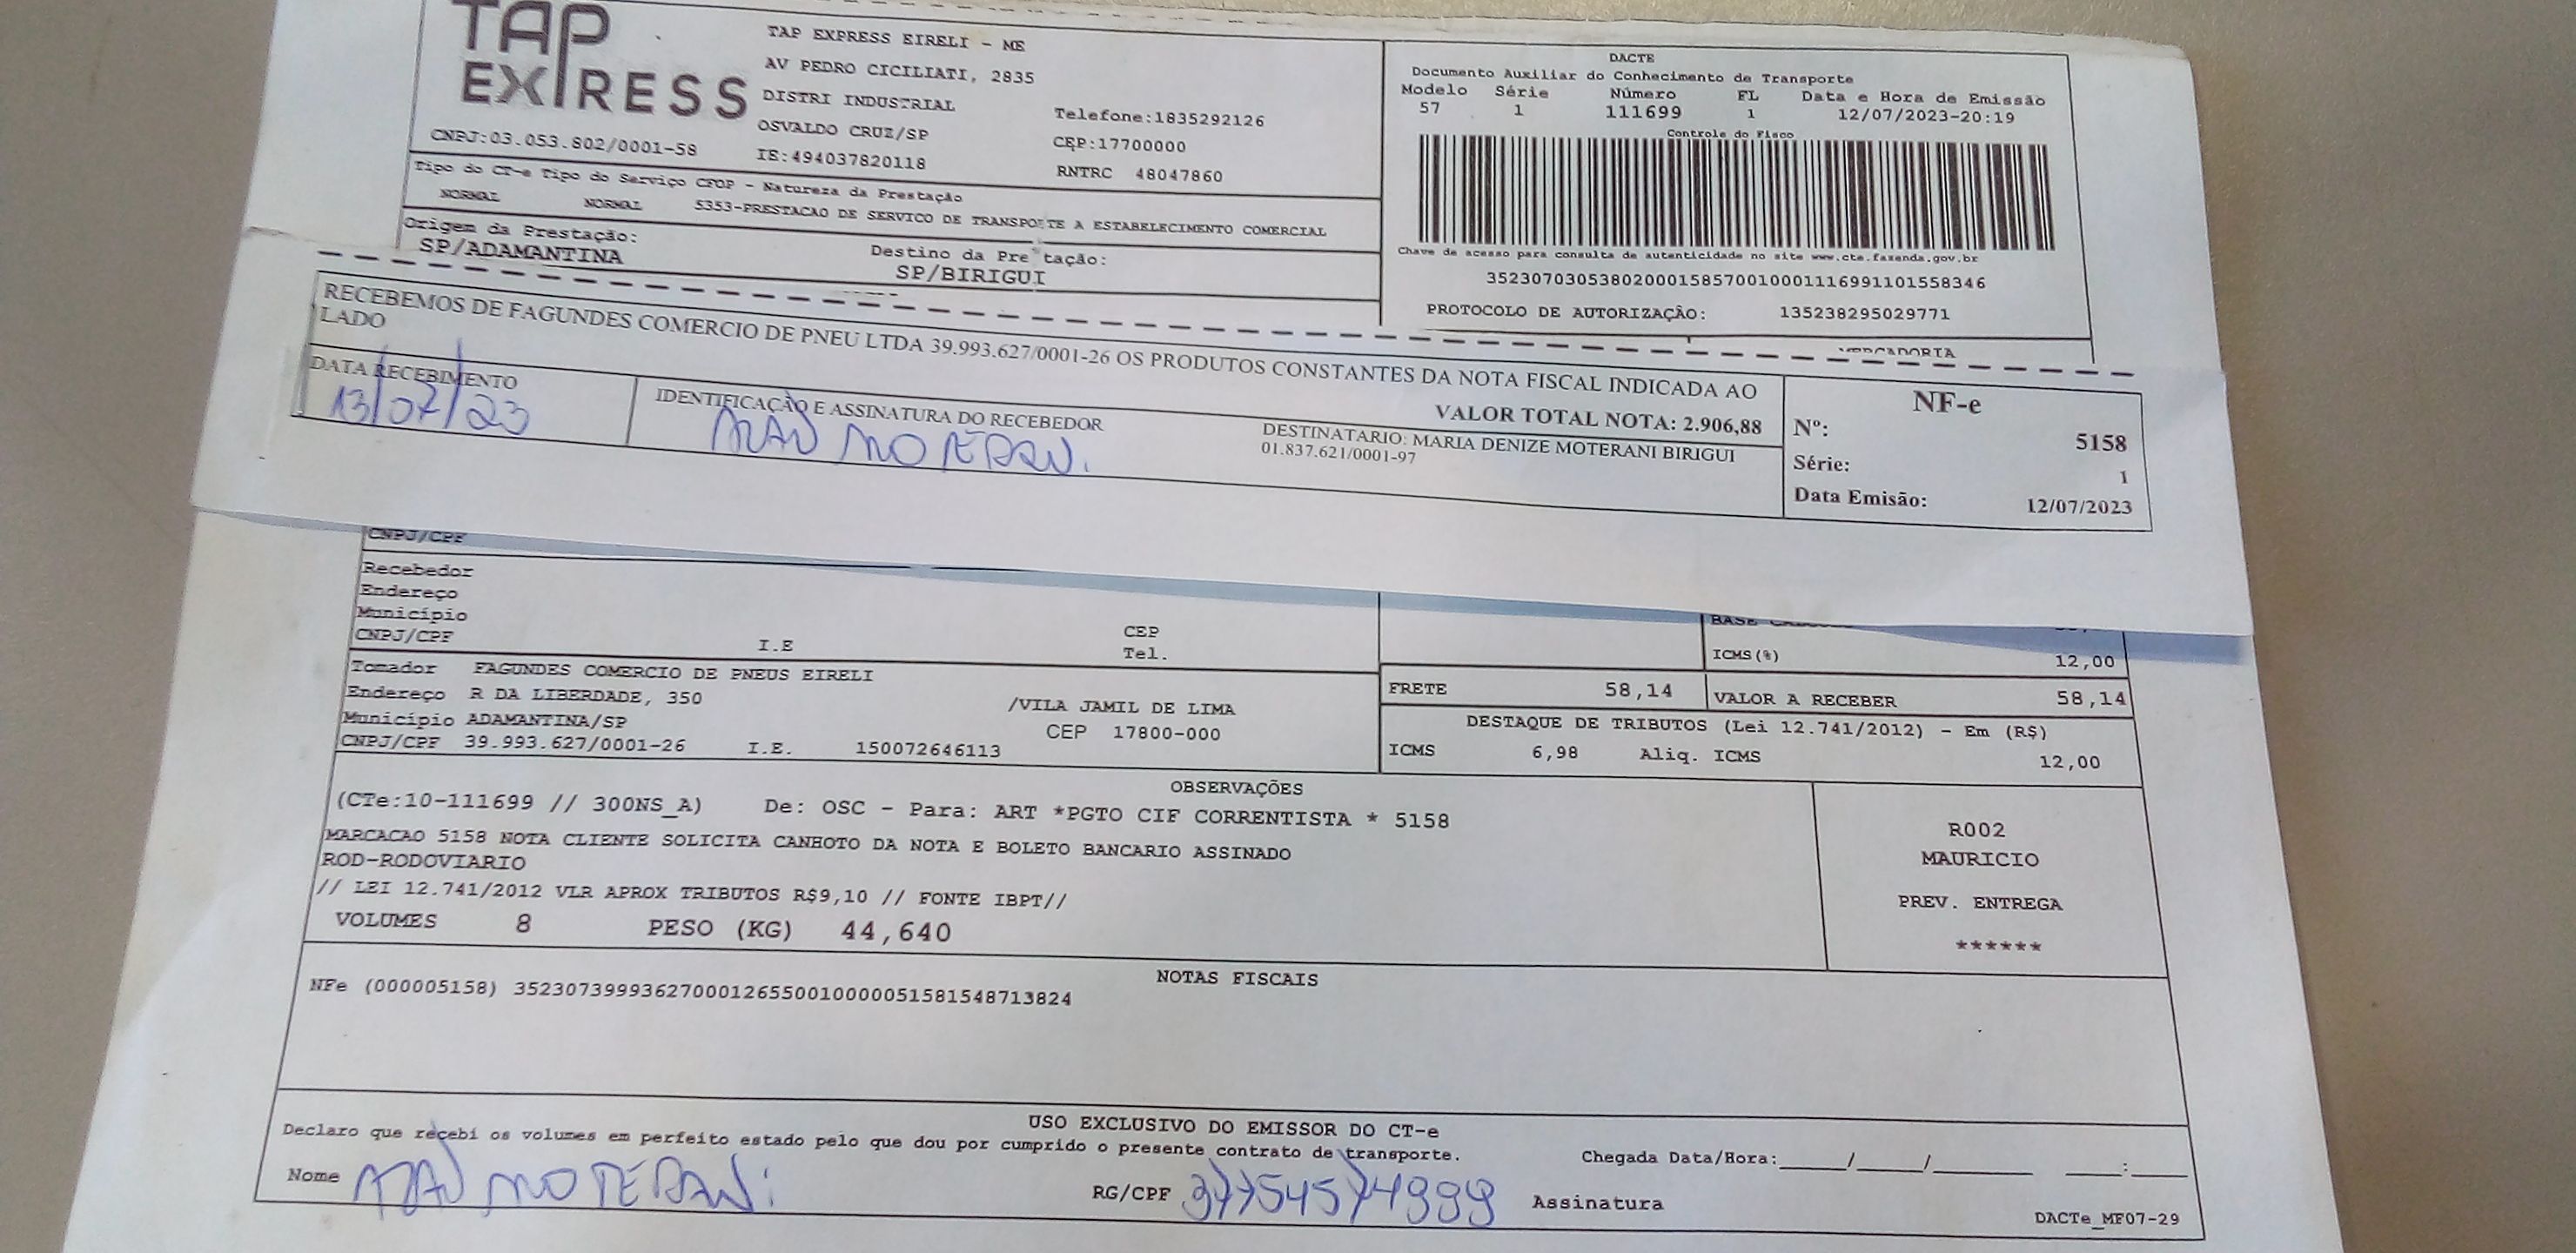 TAP EXPRESS
TAP EXPRESS EIRELI - ME
AV PEDRO CICILIATI, 2835
DISTRI INDUSTRIAL
OSVALDO CRUZ/SP
Telefone:1835292126
CNPJ:03.053.802/0001-58
IE:494037820118
CEP:17700000
RNTRC 48047860
Tipo do CT-e Tipo do Serviço CFOP - Natureza da Prestação
NORMAL NORMAL 5353-PRESTACAO DE SERVICO DE TRANSPORTE A ESTABELECIMENTO COMERCIAL
Origem da Prestação:
SP/ADAMANTINA
Destino da Prestação:
SP/BIRIGUI
DACTE
Documento Auxiliar do Conhecimento de Transporte
Modelo Série Número FL Data e Hora de Emissão
57 1 111699 1 12/07/2023-20:19
Controle do Fisco
Chave de acesso para consulta de autenticidade no site www.cte.fazenda.gov.br
35230703053802000158570010001116991101558346
PROTOCOLO DE AUTORIZAÇÃO: 135238295029771
MERCADORIA
RECEBEMOS DE FAGUNDES COMERCIO DE PNEU LTDA 39.993.627/0001-26 OS PRODUTOS CONSTANTES DA NOTA FISCAL INDICADA AO
LADO
VALOR TOTAL NOTA: 2.906,88
DATA RECEBIMENTO
13/07/23
IDENTIFICAÇÃO E ASSINATURA DO RECEBEDOR
DESTINATARIO: MARIA DENIZE MOTERANI BIRIGUI
01.837.621/0001-97
NF-e
Nº: 5158
Série: 1
Data Emisão: 12/07/2023
CNPJ/CPF
Recebedor
Endereço
Município
CNPJ/CPF I.E
CEP
Tel.
Tomador FAGUNDES COMERCIO DE PNEUS EIRELI
Endereço R DA LIBERDADE, 350 /VILA JAMIL DE LIMA
Município ADAMANTINA/SP CEP 17800-000
CNPJ/CPF 39.993.627/0001-26 I.E. 150072646113
BASE
ICMS(%) 12,00
FRETE 58,14 VALOR A RECEBER 58,14
DESTAQUE DE TRIBUTOS (Lei 12.741/2012) - Em (R$)
ICMS 6,98 Aliq. ICMS 12,00
OBSERVAÇÕES
(CTe:10-111699 // 300NS_A) De: OSC - Para: ART *PGTO CIF CORRENTISTA * 5158
MARCACAO 5158 NOTA CLIENTE SOLICITA CANHOTO DA NOTA E BOLETO BANCARIO ASSINADO
ROD-RODOVIARIO
// LEI 12.741/2012 VLR APROX TRIBUTOS R$9,10 // FONTE IBPT//
VOLUMES 8 PESO (KG) 44,640
R002
MAURICIO
PREV. ENTREGA
******
NOTAS FISCAIS
NFe (000005158) 35230739993627000126550010000051581548713824
USO EXCLUSIVO DO EMISSOR DO CT-e
Declaro que recebi os volumes em perfeito estado pelo que dou por cumprido o presente contrato de transporte.
Chegada Data/Hora:_____/_____/_______ ____:____
Nome
RG/CPF 37754574999
Assinatura
DACTe_MF07-29